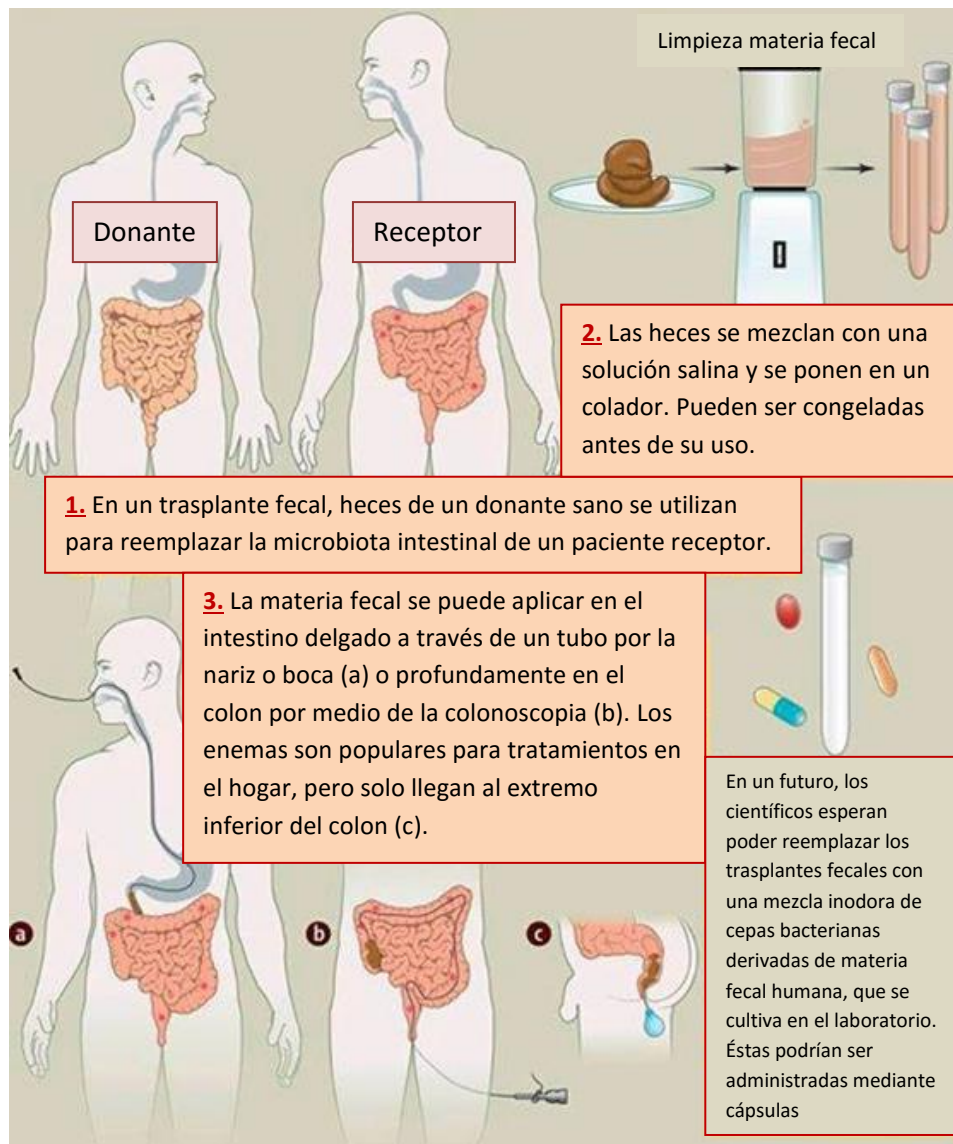 Limpieza materia fecal
Donante
Receptor
2. Las heces se mezclan con una
solución salina y se ponen en un
colador. Pueden ser congeladas
antes de su uso.
1. En un trasplante fecal, heces de un donante sano se utilizan
para reemplazar la microbiota intestinal de un paciente receptor.
3. La materia fecal se puede aplicar en el
intestino delgado a través de un tubo por la
nariz o boca (a) o profundamente en el
colon por medio de la colonoscopia (b). Los
enemas son populares para tratamientos en
el hogar, pero solo llegan al extremo
inferior del colon (c).
En un futuro, los
científicos esperan
poder reemplazar los
trasplantes fecales con
una mezcla inodora de
cepas bacterianas
derivadas de materia
fecal humana, que se
cultiva en el laboratorio.
Éstas podrían ser
administradas mediante
cápsulas
a
b
c